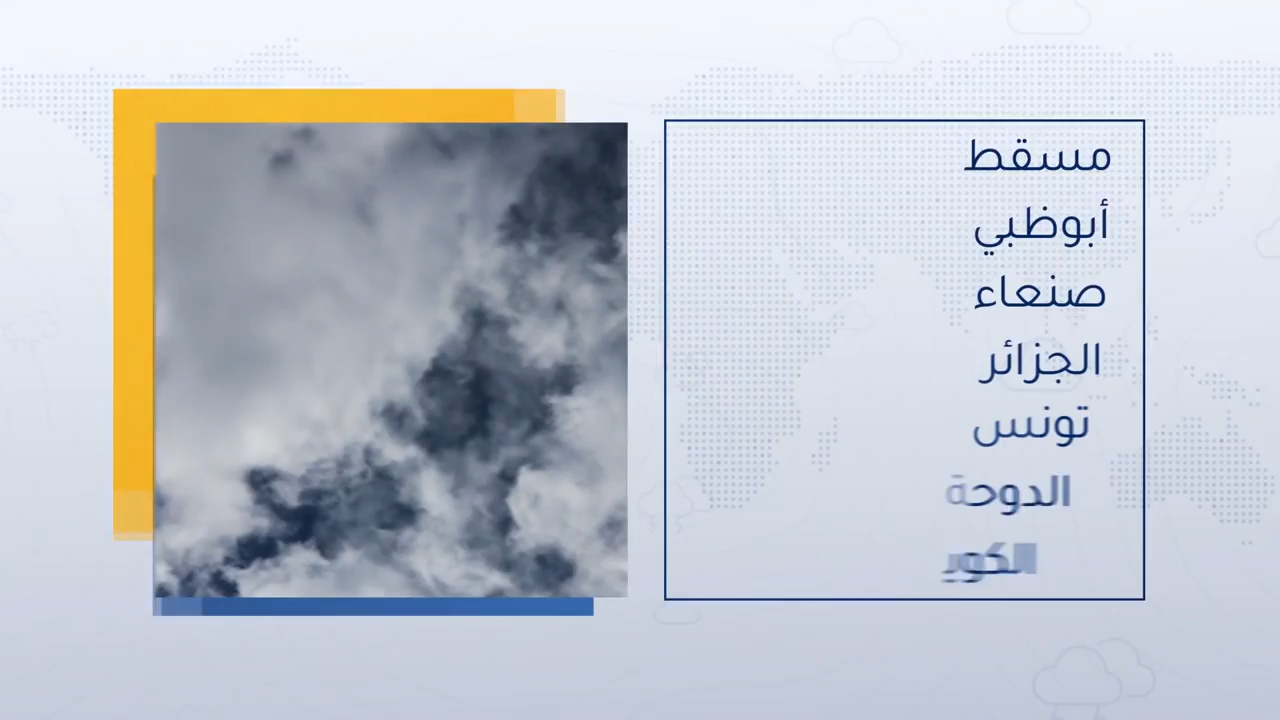 مسقط
أبوظبي
صنعاء
الجزائر
تونس
الدوحة